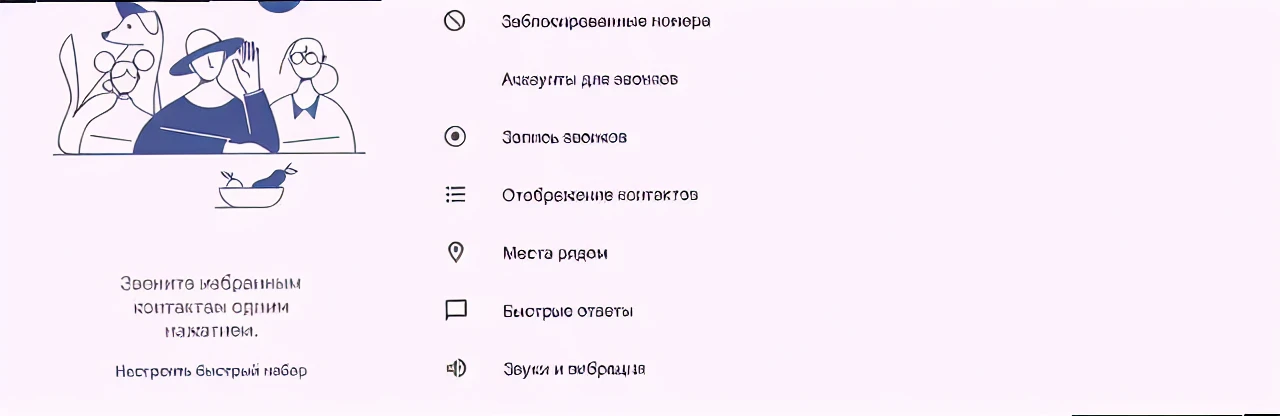 Звоните избранным
контактам одним
нажатием.
Настроить быстрый набор
Заблокированные номера
Аккаунты для звонков
Запись звонков
Отображение контактов
Места рядом
Быстрые ответы
Звуки и вибрация